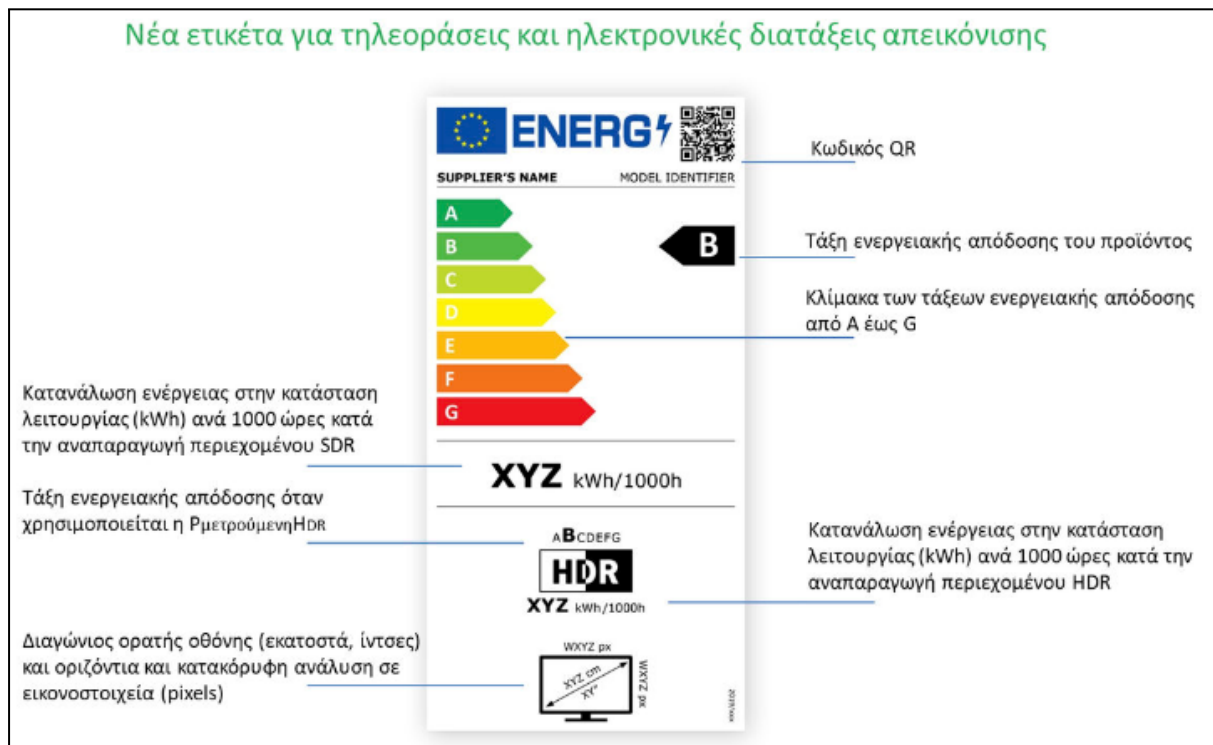 Νέα ετικέτα για τηλεοράσεις και ηλεκτρονικές διατάξεις απεικόνισης
ENERG
SUPPLIER'S NAME MODEL IDENTIFIER
Κωδικός QR
A
B
C
D
E
F
G
B
Τάξη ενεργειακής απόδοσης του προϊόντος
Κλίμακα των τάξεων ενεργειακής απόδοσης
από A έως G
Κατανάλωση ενέργειας στην κατάσταση
λειτουργίας (kWh) ανά 1000 ώρες κατά
την αναπαραγωγή περιεχομένου SDR
XYZ kWh/1000h
Τάξη ενεργειακής απόδοσης όταν
χρησιμοποιείται η PμετρούμενηHDR
ABCDEFG
HDR
XYZ kWh/1000h
Κατανάλωση ενέργειας στην κατάσταση
λειτουργίας (kWh) ανά 1000 ώρες κατά την
αναπαραγωγή περιεχομένου HDR
Διαγώνιος ορατής οθόνης (εκατοστά, ίντσες)
και οριζόντια και κατακόρυφη ανάλυση σε
εικονοστοιχεία (pixels)
WXYZ px
XYZ cm
XY"
WXYZ px
2019/xxx